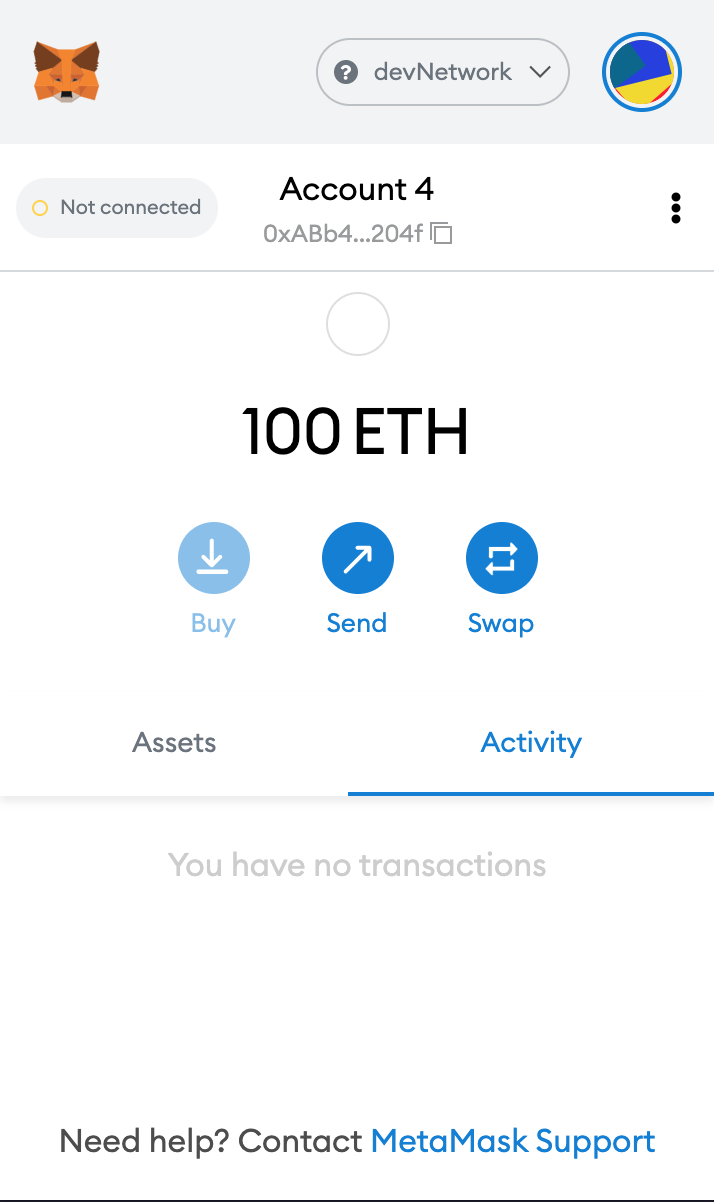 devNetwork
Not connected
Account 4
0xABb4...204f
100 ETH
Buy
Send
Swap
Assets
Activity
You have no transactions
Need help? Contact MetaMask Support